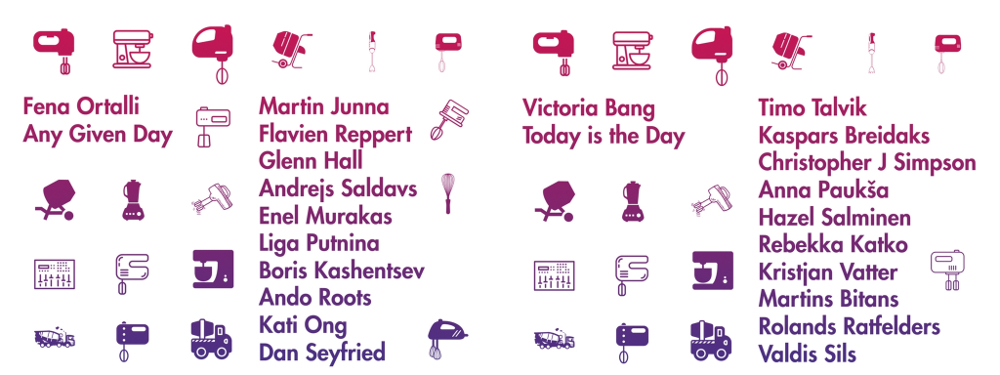 Fena Ortalli
Any Given Day
Martin Junna
Flavien Reppert
Glenn Hall
Andrejs Saldavs
Enel Murakas
Liga Putnina
Boris Kashentsev
Ando Roots
Kati Ong
Dan Seyfried
Victoria Bang
Today is the Day
Timo Talvik
Kaspars Breidaks
Christopher J Simpson
Anna Paukša
Hazel Salminen
Rebekka Katko
Kristjan Vatter
Martins Bitans
Rolands Ratfelders
Valdis Sils